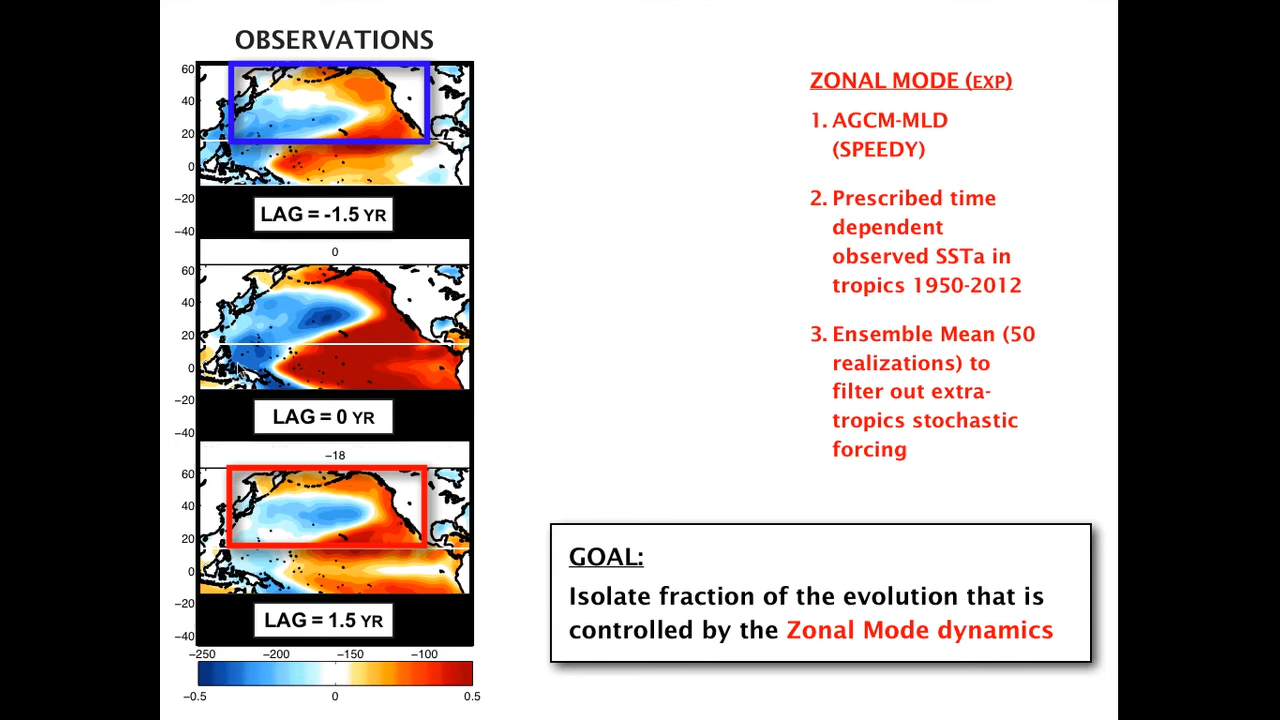 OBSERVATIONS
60
40
20
0
−20
−40
LAG = -1.5 YR
0
60
40
20
0
−20
−40
LAG = 0 YR
−18
60
40
20
0
−20
−40
LAG = 1.5 YR
−250 −200 −150 −100
−0.5 0 0.5
ZONAL MODE (EXP)
1. AGCM-MLD
(SPEEDY)
2. Prescribed time
dependent
observed SSTa in
tropics 1950-2012
3. Ensemble Mean (50
realizations) to
filter out extra-
tropics stochastic
forcing
GOAL:
Isolate fraction of the evolution that is
controlled by the Zonal Mode dynamics